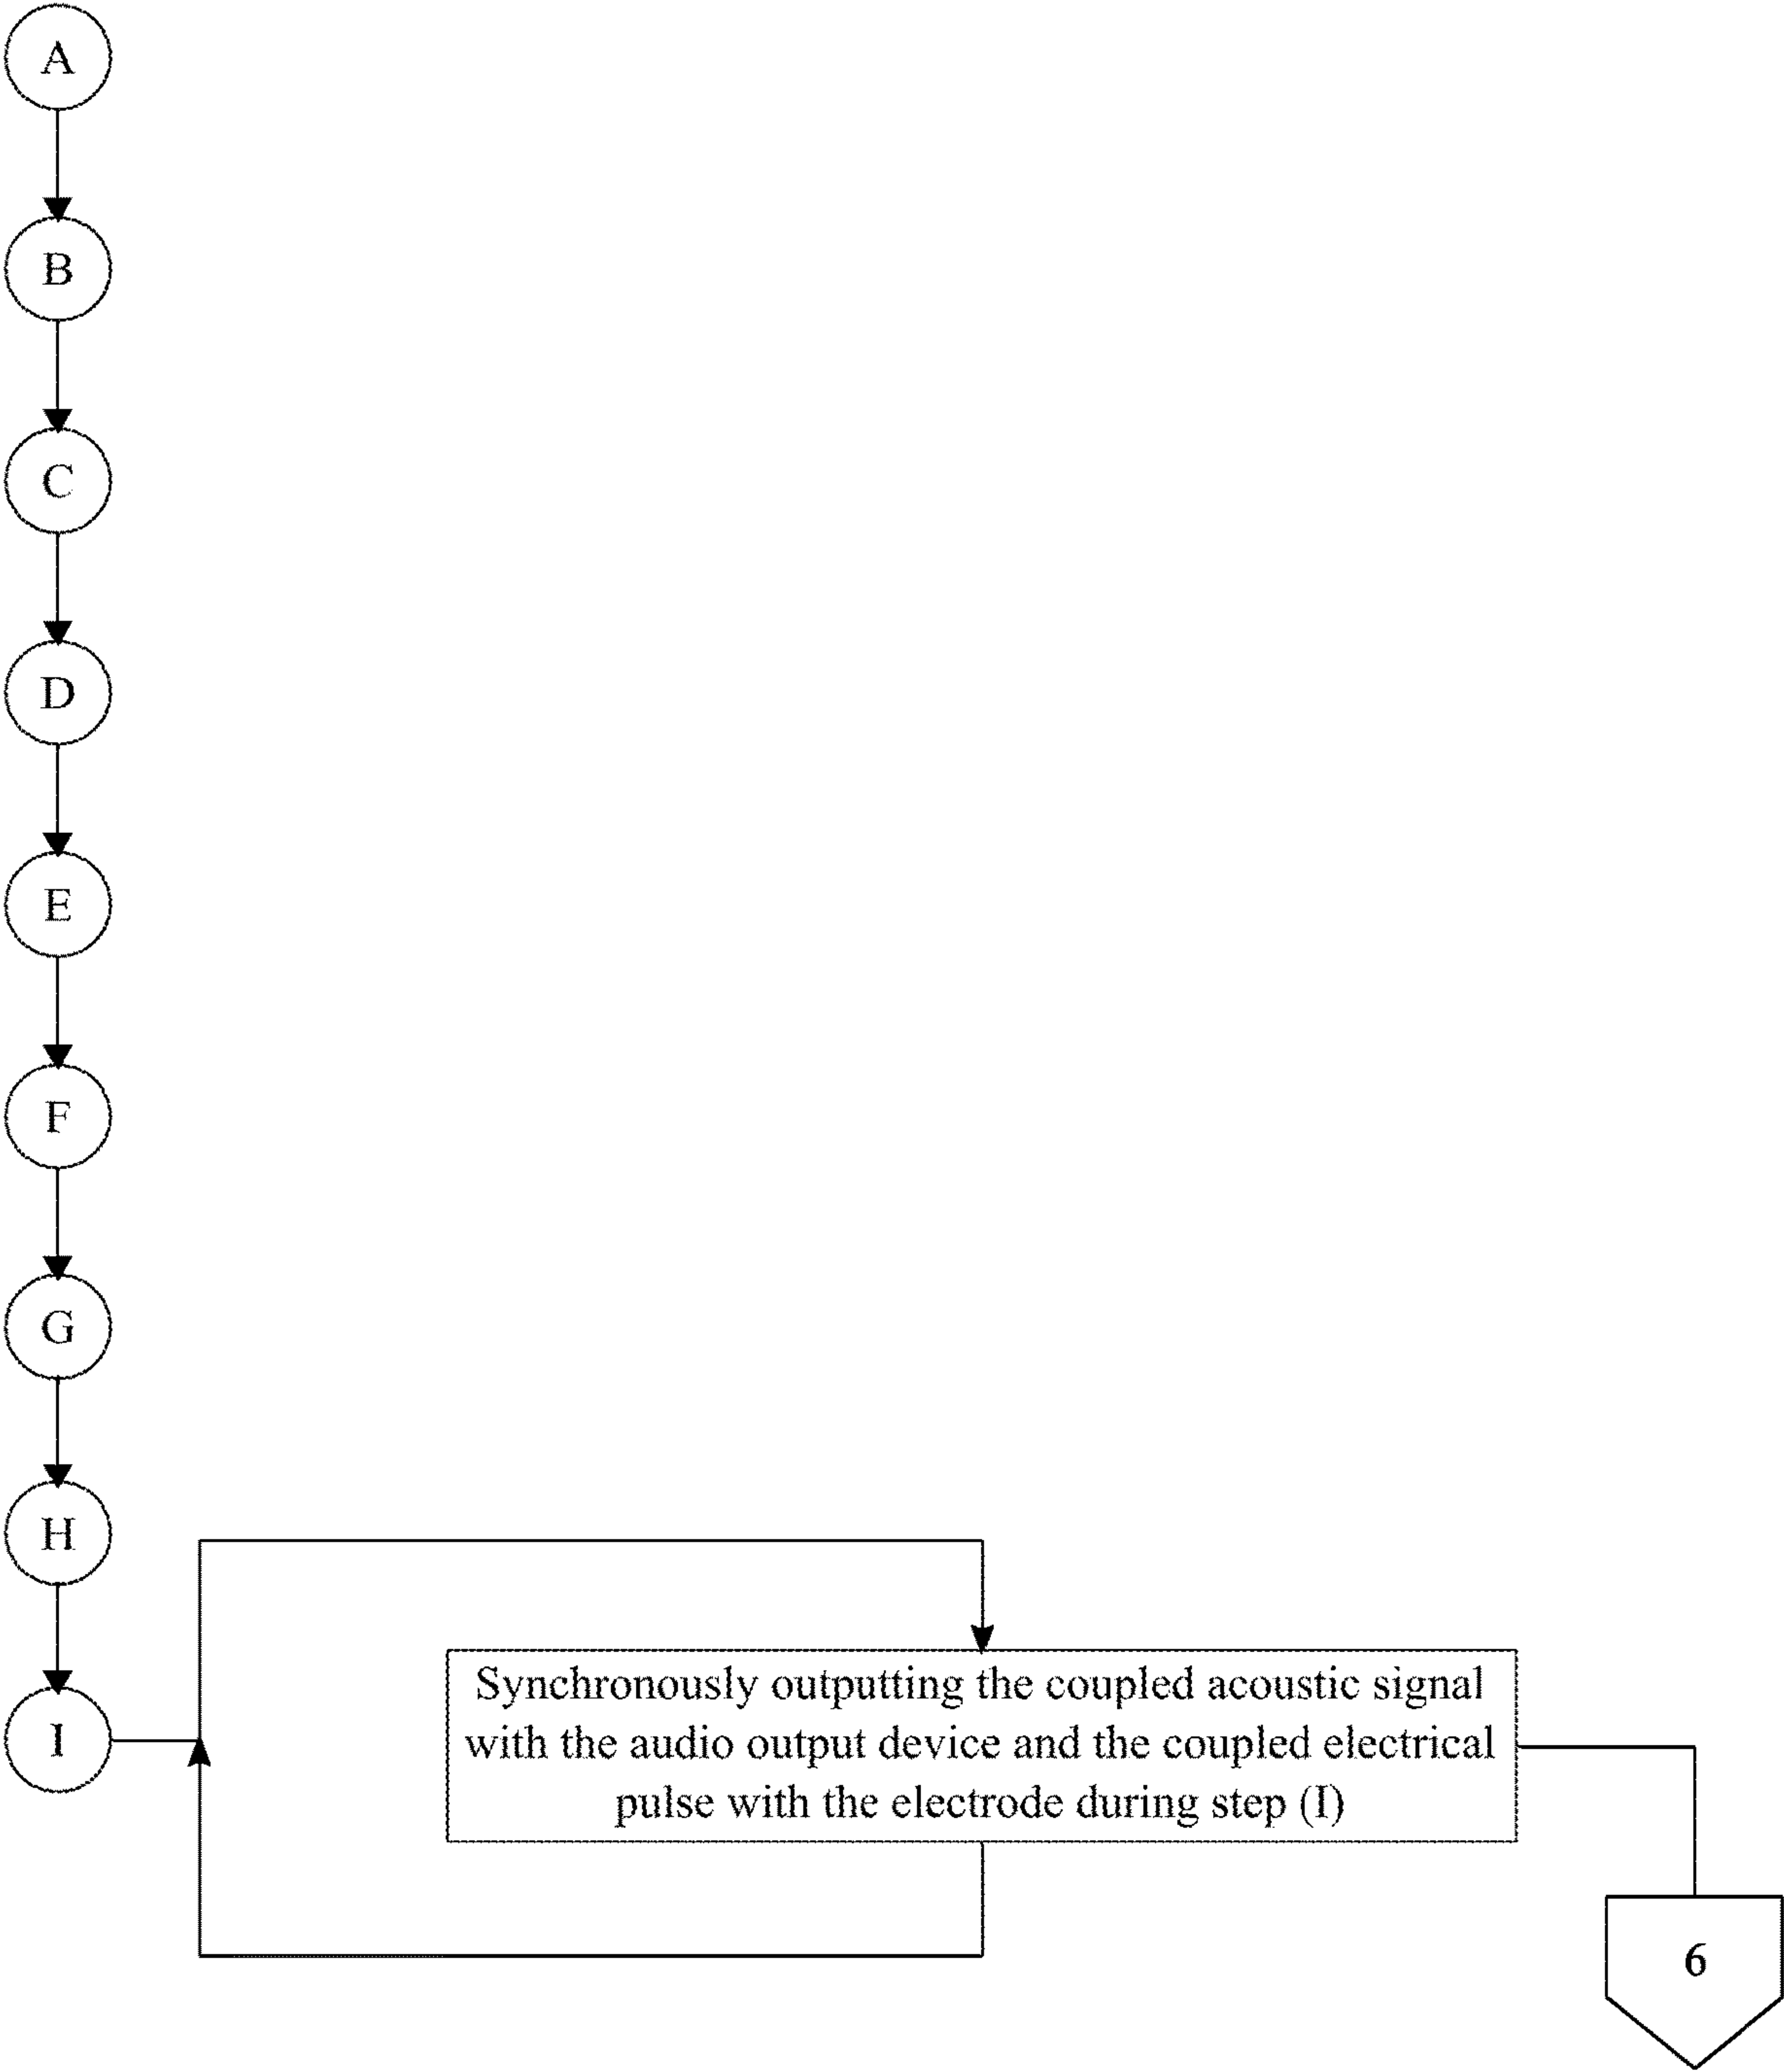 A
B
C
D
E
F
G
H
I
Synchronously outputting the coupled acoustic signal
with the audio output device and the coupled electrical
pulse with the electrode during step (I)
6